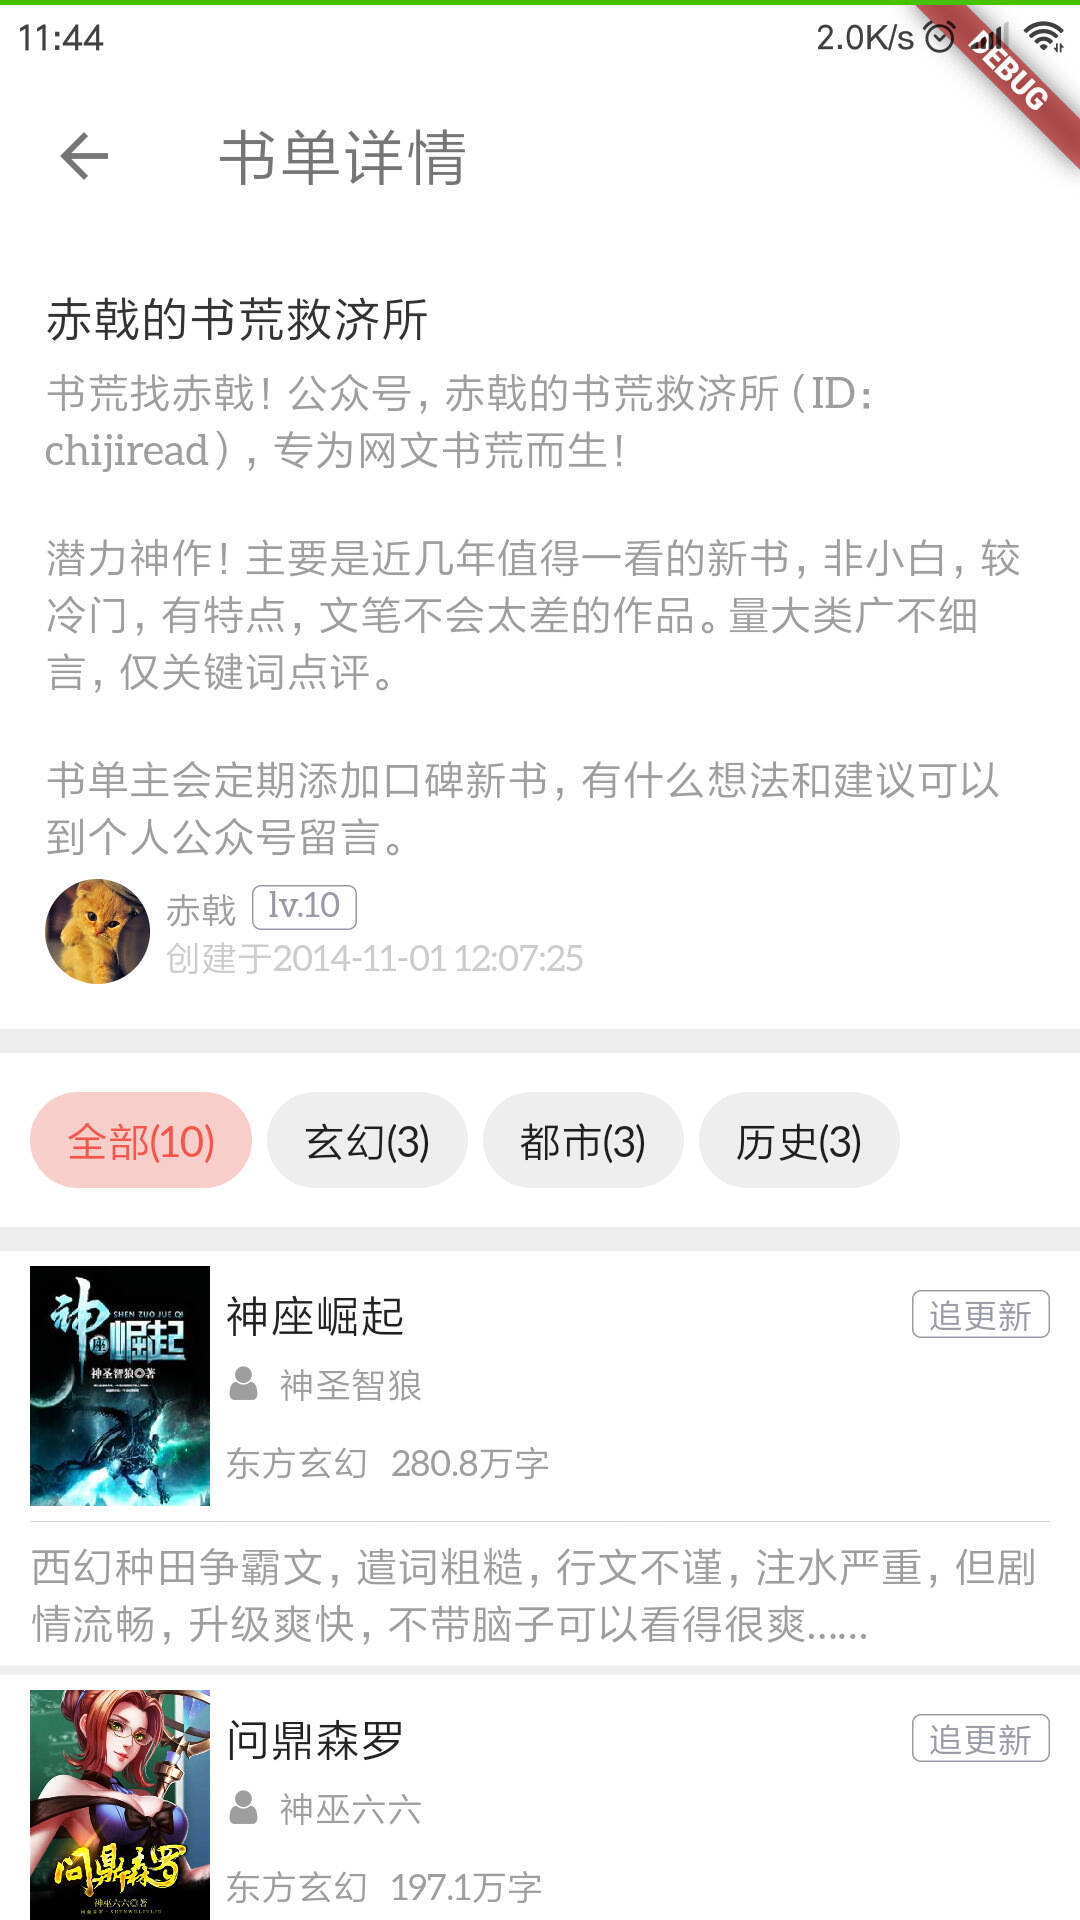 11:44
2.0K/s
DEBUG
书单详情
赤戟的书荒救济所
书荒找赤戟！公众号，赤戟的书荒救济所（ID：
chijiread），专为网文书荒而生！
潜力神作！主要是近几年值得一看的新书，非小白，较
冷门，有特点，文笔不会太差的作品。量大类广不细
言，仅关键词点评。
书单主会定期添加口碑新书，有什么想法和建议可以
到个人公众号留言。
赤戟 lv.10
创建于2014-11-01 12:07:25
全部(10) 玄幻(3) 都市(3) 历史(3)
神座崛起
SHEN ZUO JUE QI
神圣智狼◎著
神座崛起
追更新
神圣智狼
东方玄幻 280.8万字
西幻种田争霸文，遣词粗糙，行文不谨，注水严重，但剧
情流畅，升级爽快，不带脑子可以看得很爽……
问鼎森罗
神巫六六◎著
问鼎森罗
追更新
神巫六六
东方玄幻 197.1万字